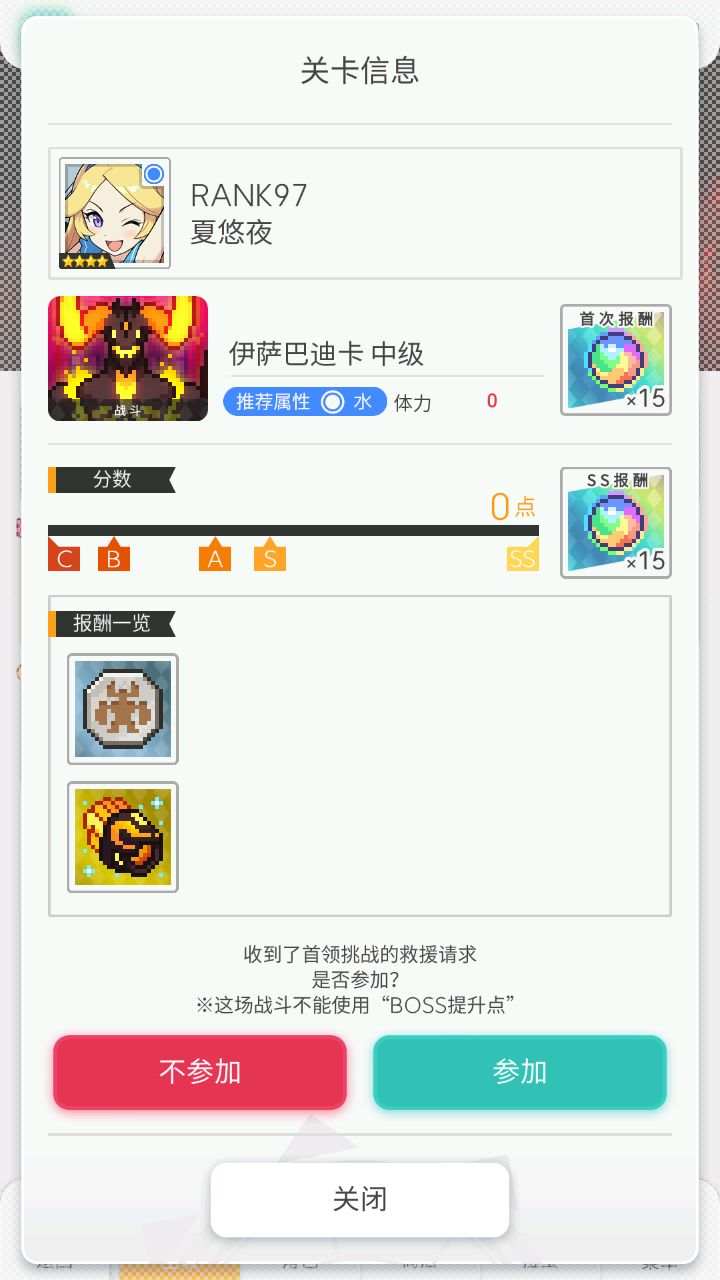 关卡信息
RANK97
夏悠夜
伊萨巴迪卡 中级
战斗
推荐属性 水 体力 0
首次报酬
×15
分数
0点
C B A S SS
SS报酬
×15
报酬一览
收到了首领挑战的救援请求
是否参加？
※这场战斗不能使用“BOSS提升点”
不参加
参加
关闭